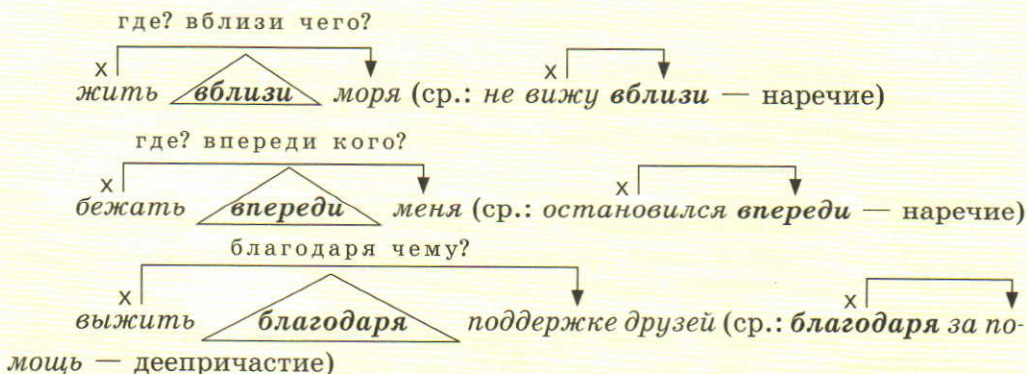 где? вблизи чего?
х х
жить вблизи моря (ср.: не вижу вблизи — наречие)
где? впереди кого?
х х
бежать впереди меня (ср.: остановился впереди — наречие)
благодаря чему?
х х
выжить благодаря поддержке друзей (ср.: благодаря за по-
мощь — деепричастие)